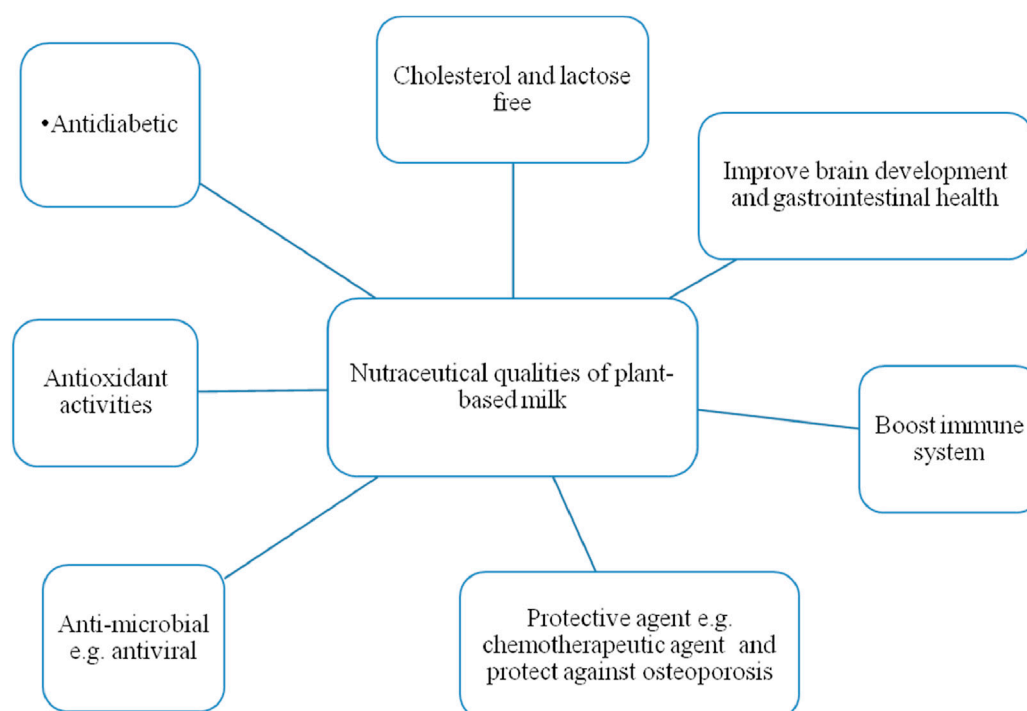 Cholesterol and lactose
free
•Antidiabetic
Improve brain development
and gastrointestinal health
Nutraceutical qualities of plant-
based milk
Antioxidant
activities
Boost immune
system
Anti-microbial
e.g. antiviral
Protective agent e.g.
chemotherapeutic agent and
protect against osteoporosis